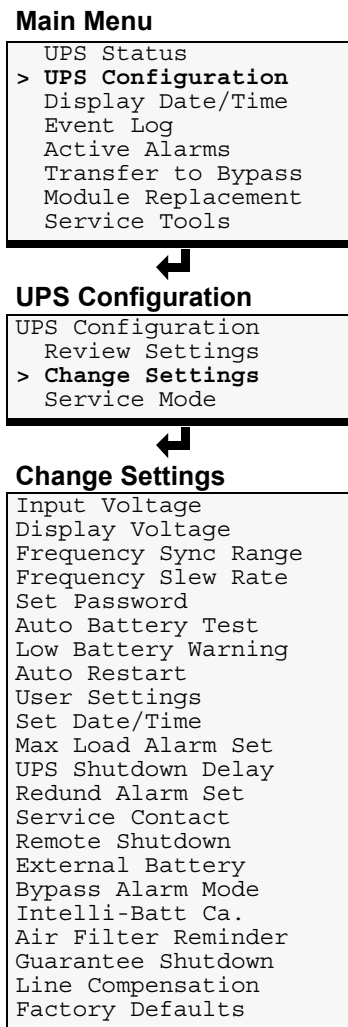 Main Menu
UPS Status
> UPS Configuration
Display Date/Time
Event Log
Active Alarms
Transfer to Bypass
Module Replacement
Service Tools
UPS Configuration
UPS Configuration
Review Settings
> Change Settings
Service Mode
Change Settings
Input Voltage
Display Voltage
Frequency Sync Range
Frequency Slew Rate
Set Password
Auto Battery Test
Low Battery Warning
Auto Restart
User Settings
Set Date/Time
Max Load Alarm Set
UPS Shutdown Delay
Redund Alarm Set
Service Contact
Remote Shutdown
External Battery
Bypass Alarm Mode
Intelli-Batt Ca.
Air Filter Reminder
Guarantee Shutdown
Line Compensation
Factory Defaults